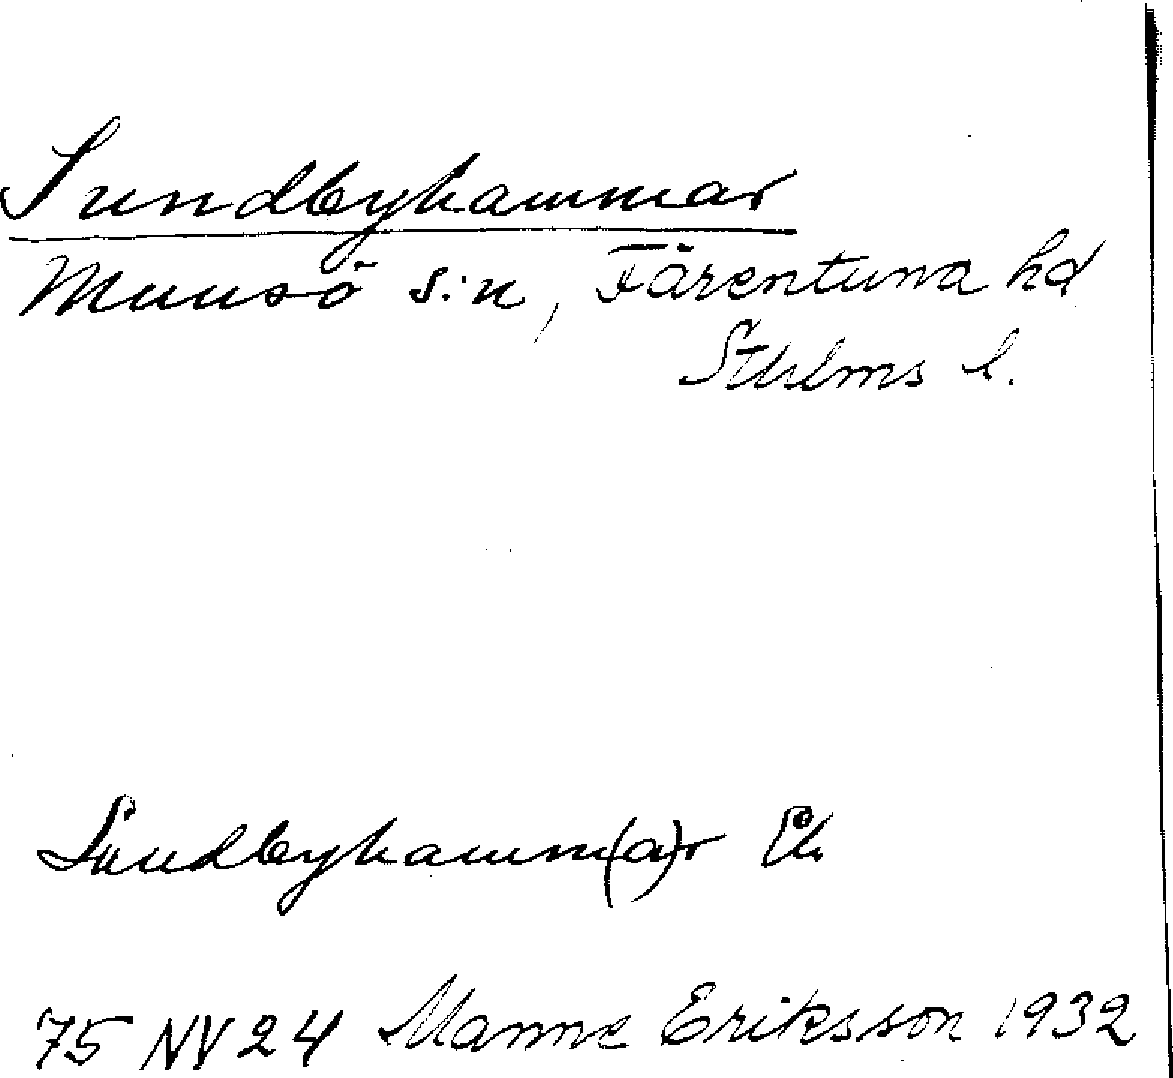 Sundbyhammar
Munsö s:n, Färentuna hd
Sthlms l.
Sundbyhamm(a)r
75 NV 24 Manne Eriksson 1932